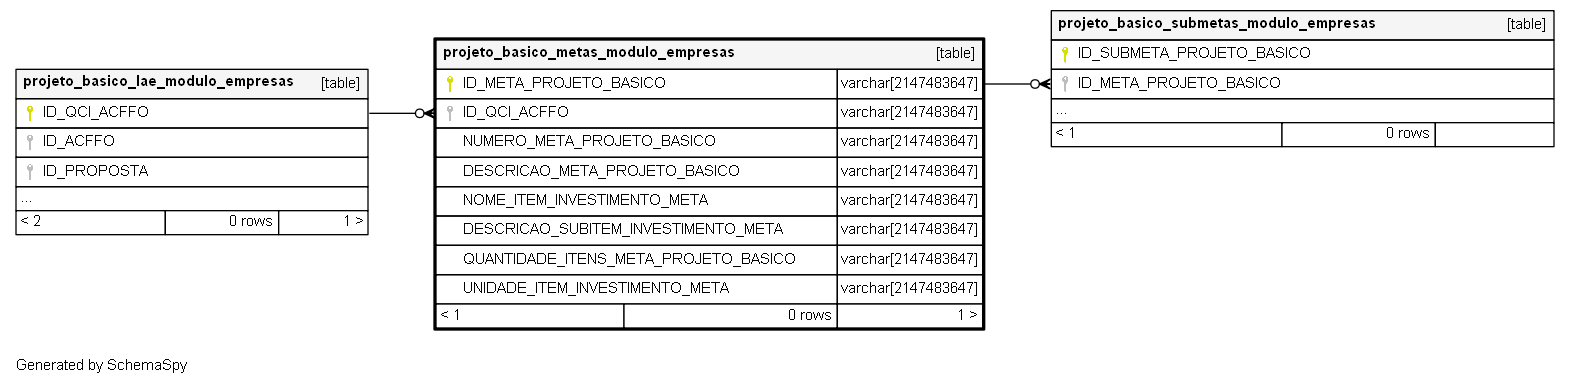 projeto_basico_lae_modulo_empresas [table]
ID_QCI_ACFFO
ID_ACFFO
ID_PROPOSTA
...
< 2 0 rows 1 >
projeto_basico_metas_modulo_empresas [table]
ID_META_PROJETO_BASICO varchar[2147483647]
ID_QCI_ACFFO varchar[2147483647]
NUMERO_META_PROJETO_BASICO varchar[2147483647]
DESCRICAO_META_PROJETO_BASICO varchar[2147483647]
NOME_ITEM_INVESTIMENTO_META varchar[2147483647]
DESCRICAO_SUBITEM_INVESTIMENTO_META varchar[2147483647]
QUANTIDADE_ITENS_META_PROJETO_BASICO varchar[2147483647]
UNIDADE_ITEM_INVESTIMENTO_META varchar[2147483647]
< 1 0 rows 1 >
projeto_basico_submetas_modulo_empresas [table]
ID_SUBMETA_PROJETO_BASICO
ID_META_PROJETO_BASICO
...
< 1 0 rows
Generated by SchemaSpy